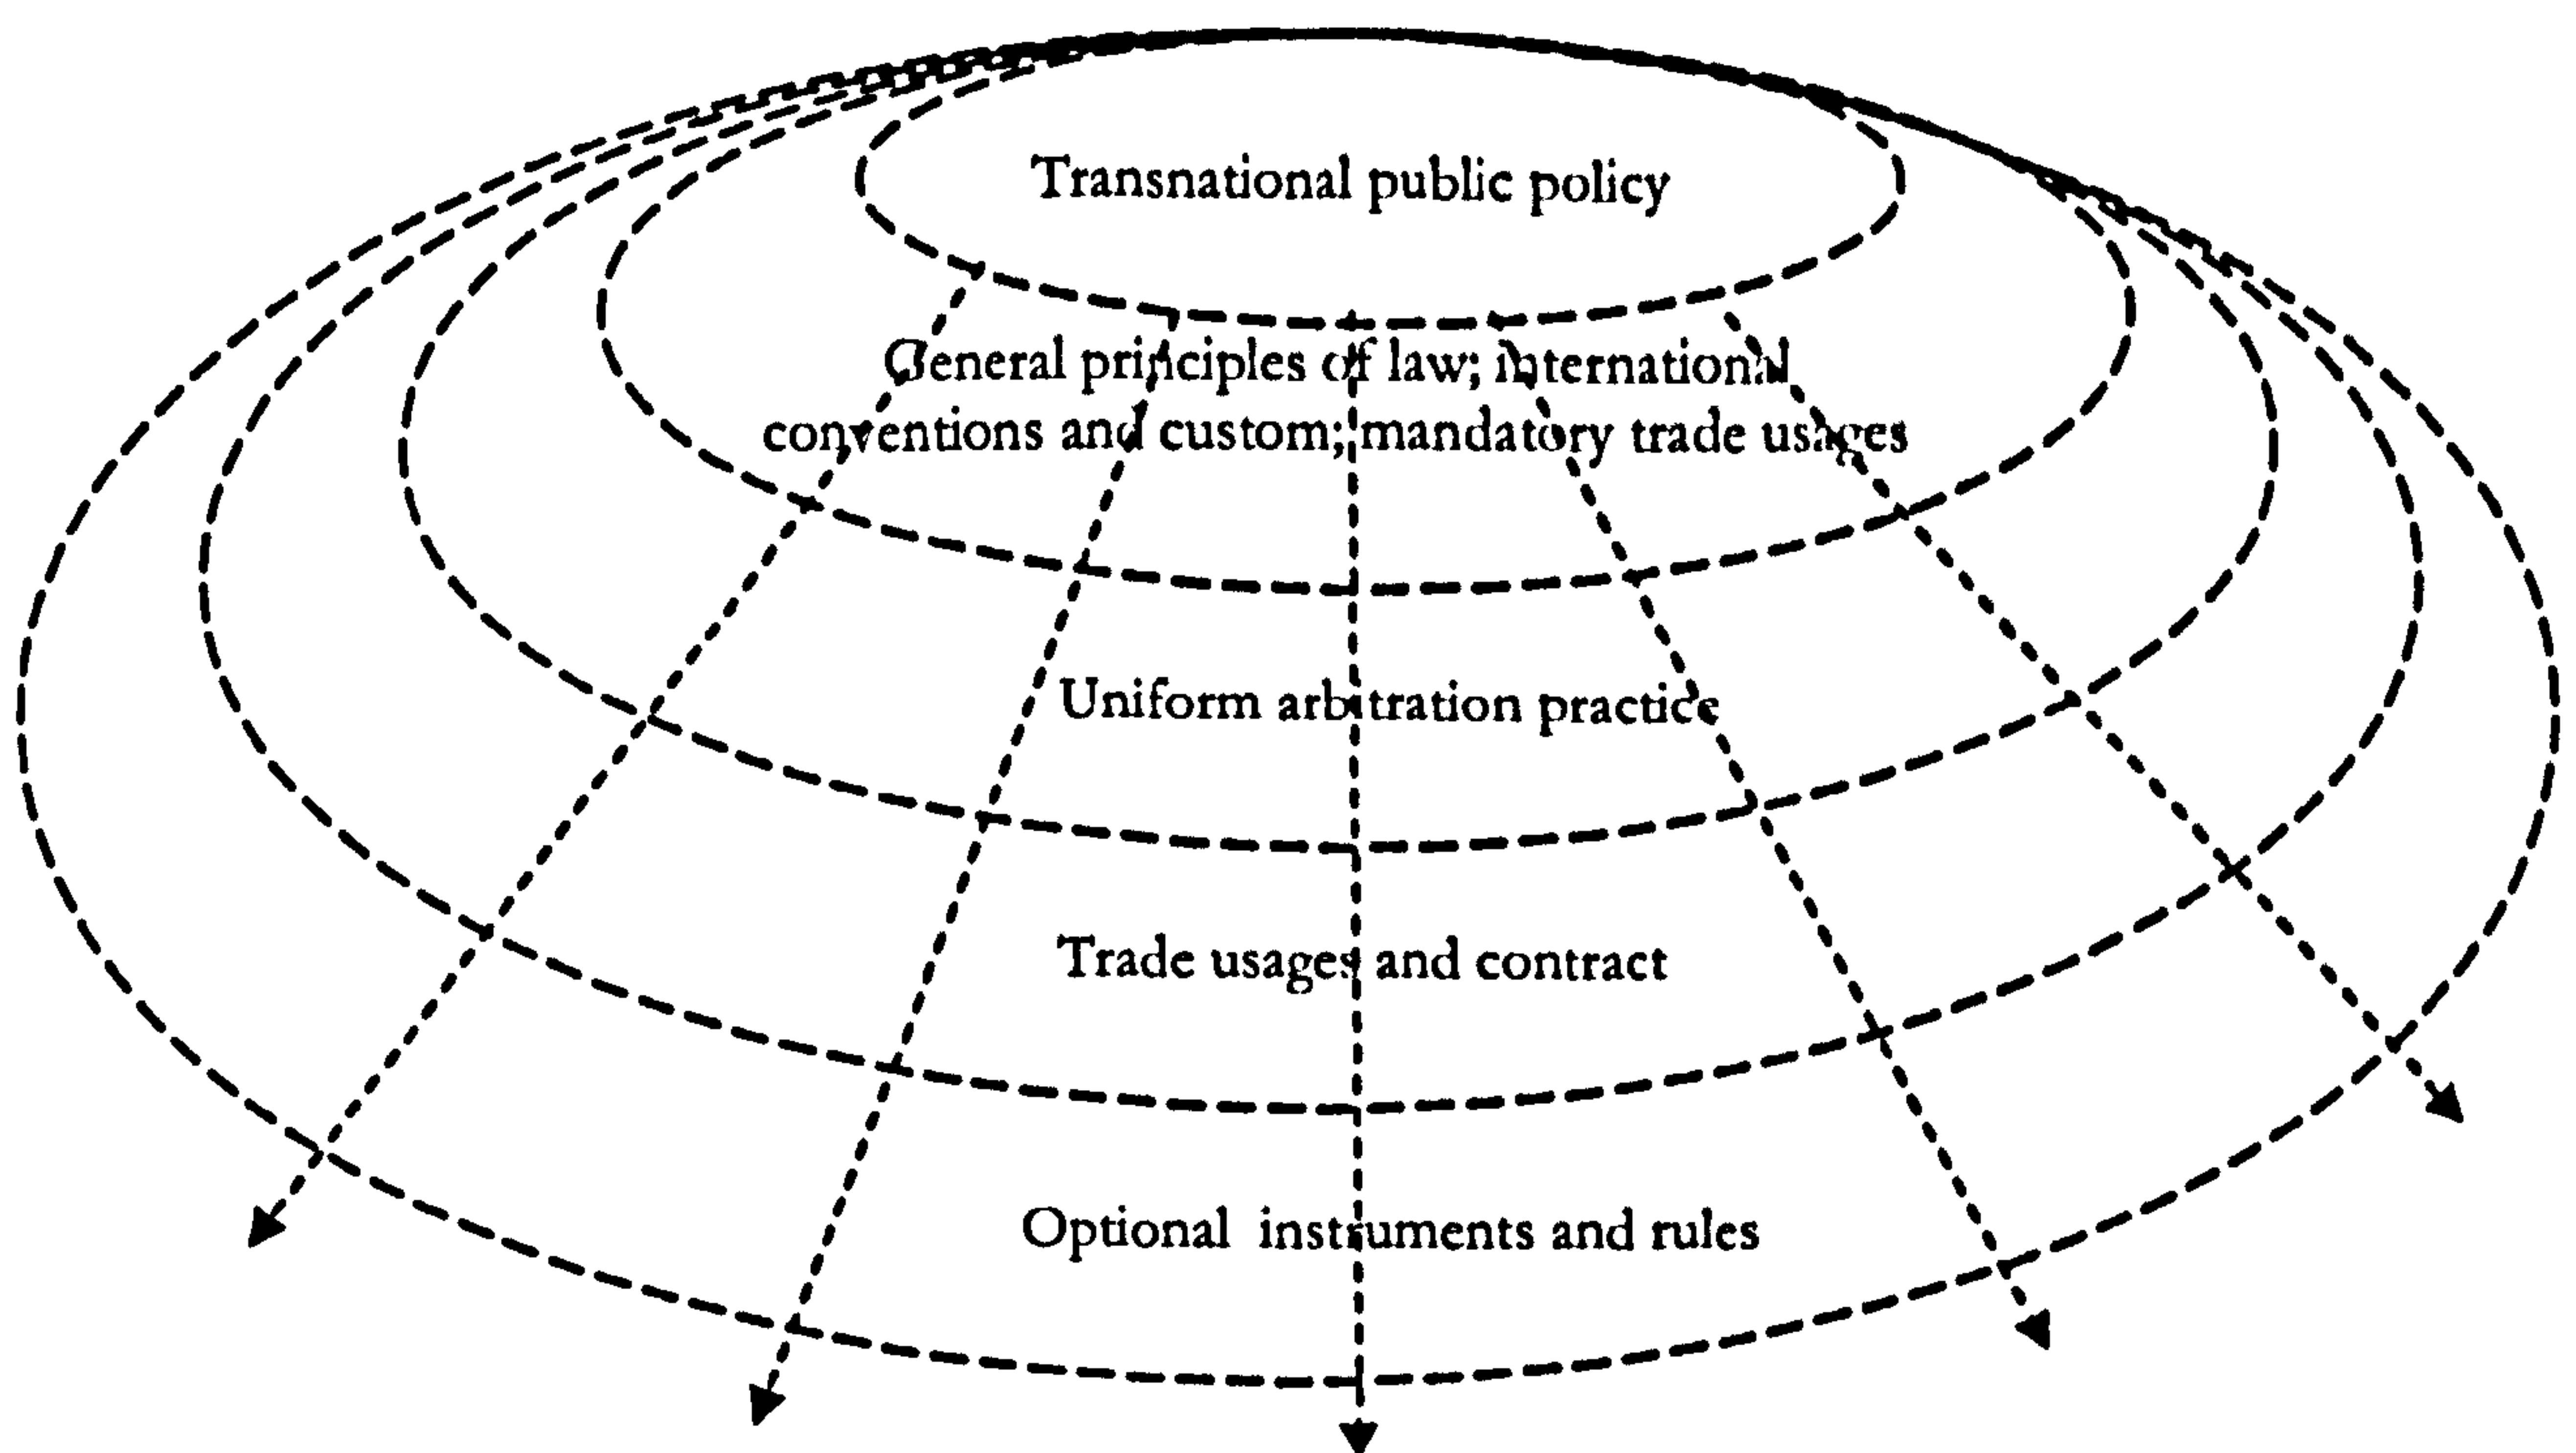 Transnational public policy
General principles of law; international
conventions and custom; mandatory trade usages
Uniform arbitration practice
Trade usages and contract
Optional instruments and rules